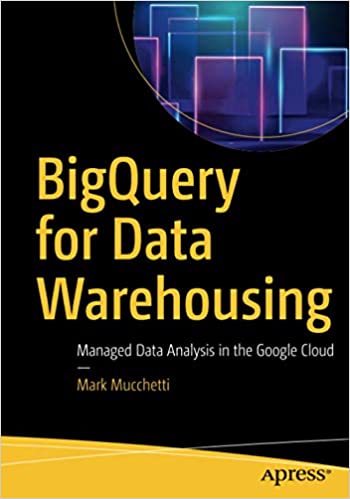 BigQuery
for Data
Warehousing
Managed Data Analysis in the Google Cloud
—
Mark Mucchetti
Apress®